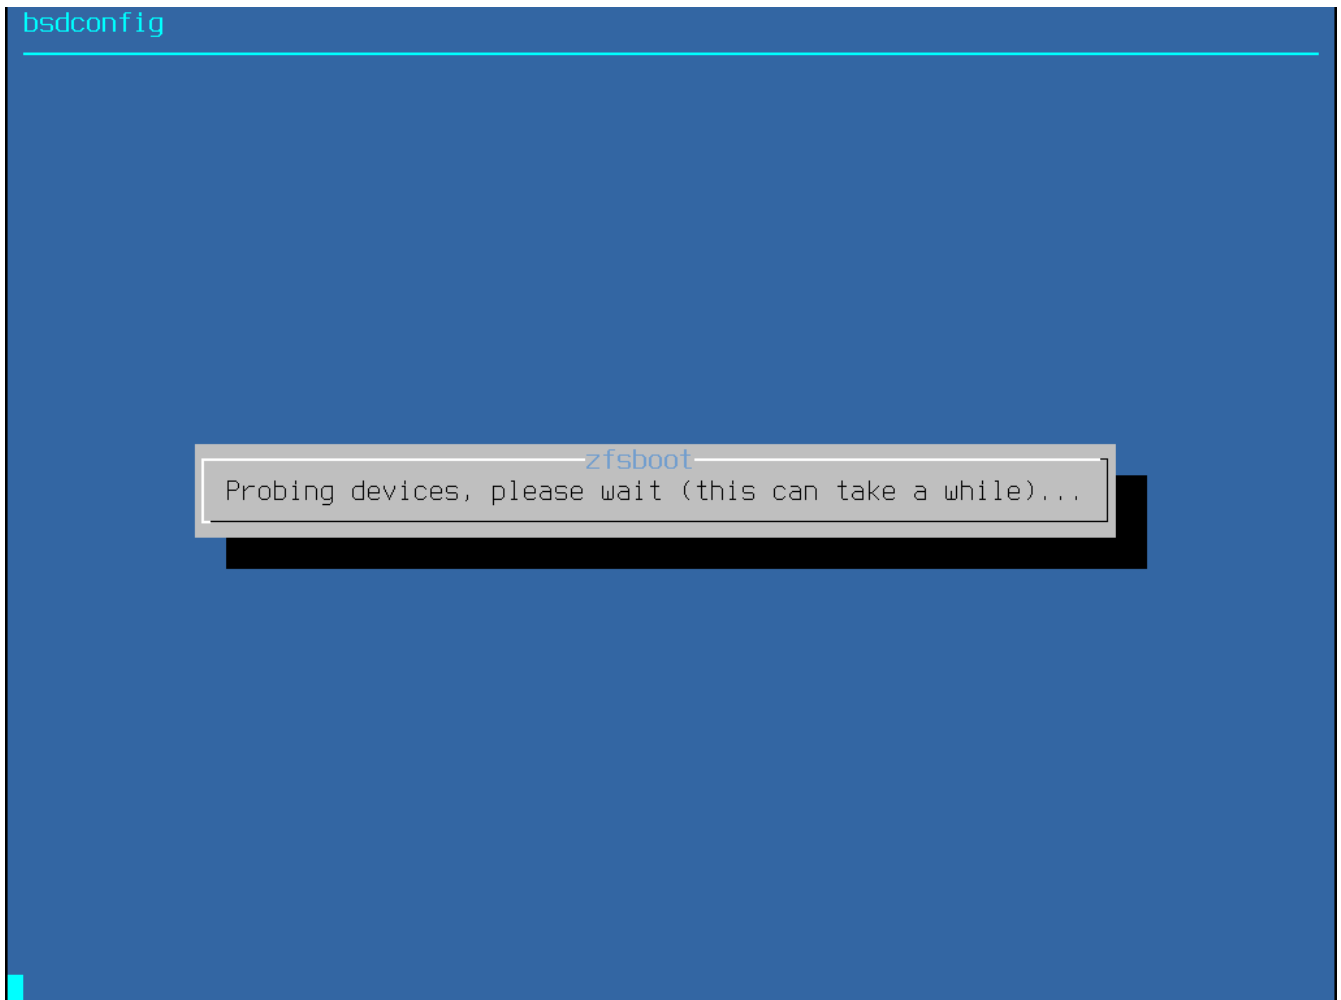 bsdconfig
zfsboot
Probing devices, please wait (this can take a while)...